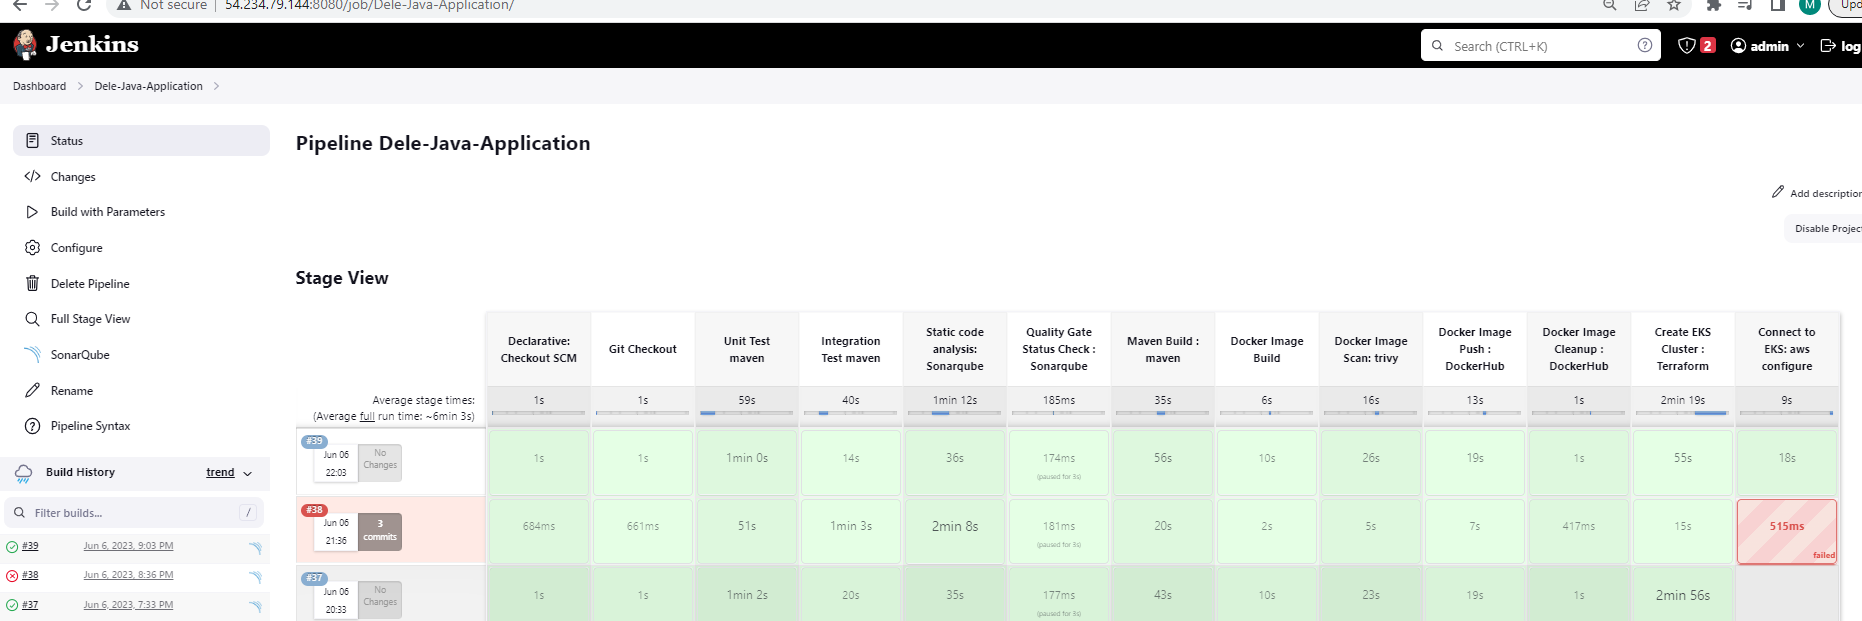 Not secure | 54.234.79.144:8080/job/Dele-Java-Application/
M
Jenkins
Search (CTRL+K)
2
admin
log
Dashboard
Dele-Java-Application
Status
Changes
Build with Parameters
Configure
Delete Pipeline
Full Stage View
SonarQube
Rename
Pipeline Syntax
Build History
trend
Filter builds...
/
#39 Jun 6, 2023, 9:03 PM
#38 Jun 6, 2023, 8:36 PM
#37 Jun 6, 2023, 7:33 PM
Pipeline Dele-Java-Application
Add description
Disable Project
Stage View
Declarative: Checkout SCM
Git Checkout
Unit Test maven
Integration Test maven
Static code analysis: Sonarqube
Quality Gate Status Check : Sonarqube
Maven Build : maven
Docker Image Build
Docker Image Scan: trivy
Docker Image Push : DockerHub
Docker Image Cleanup : DockerHub
Create EKS Cluster : Terraform
Connect to EKS: aws configure
Average stage times:
(Average full run time: ~6min 3s)
1s 1s 59s 40s 1min 12s 185ms 35s 6s 16s 13s 1s 2min 19s 9s
#39
Jun 06
22:03
No Changes
1s 1s 1min 0s 14s 36s 174ms 56s 10s 26s 19s 1s 55s 18s
(paused for 3s)
#38
Jun 06
21:36
3 commits
684ms 661ms 51s 1min 3s 2min 8s 181ms 20s 2s 5s 7s 417ms 15s 515ms
(paused for 3s)
failed
#37
Jun 06
20:33
No Changes
1s 1s 1min 2s 20s 35s 177ms 43s 10s 23s 19s 1s 2min 56s
(paused for 3s)